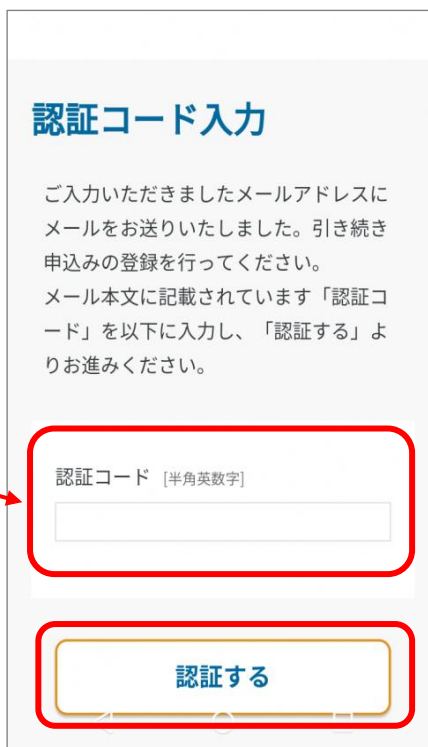 認証コード入力
ご入力いただきましたメールアドレスに
メールをお送りいたしました。引き続き
申込みの登録を行ってください。
メール本文に記載されています「認証コ
ード」を以下に入力し、「認証する」よ
りお進みください。
認証コード [半角英数字]
認証する